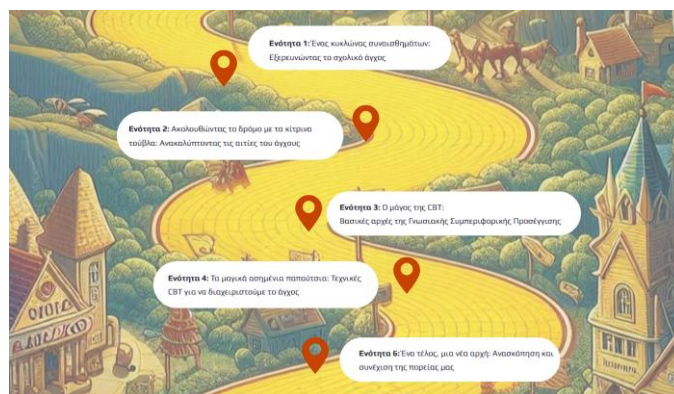 Ενότητα 1: Ένας κυκλώνας συναισθημάτων:
Εξερευνώντας το σχολικό άγχος
Ενότητα 2: Ακολουθώντας το δρόμο με τα κίτρινα
τούβλα: Ανακαλύπτοντας τις αιτίες του άγχους
Ενότητα 3: Ο μάγος της CBT:
Βασικές αρχές της Γνωσιακής Συμπεριφορικής Προσέγγισης
Ενότητα 4: Τα μαγικά ασημένια παπούτσια: Τεχνικές
CBT για να διαχειριστούμε το άγχος
Ενότητα 6: Ένα τέλος, μια νέα αρχή: Ανασκόπηση και
συνέχιση της πορείας μας